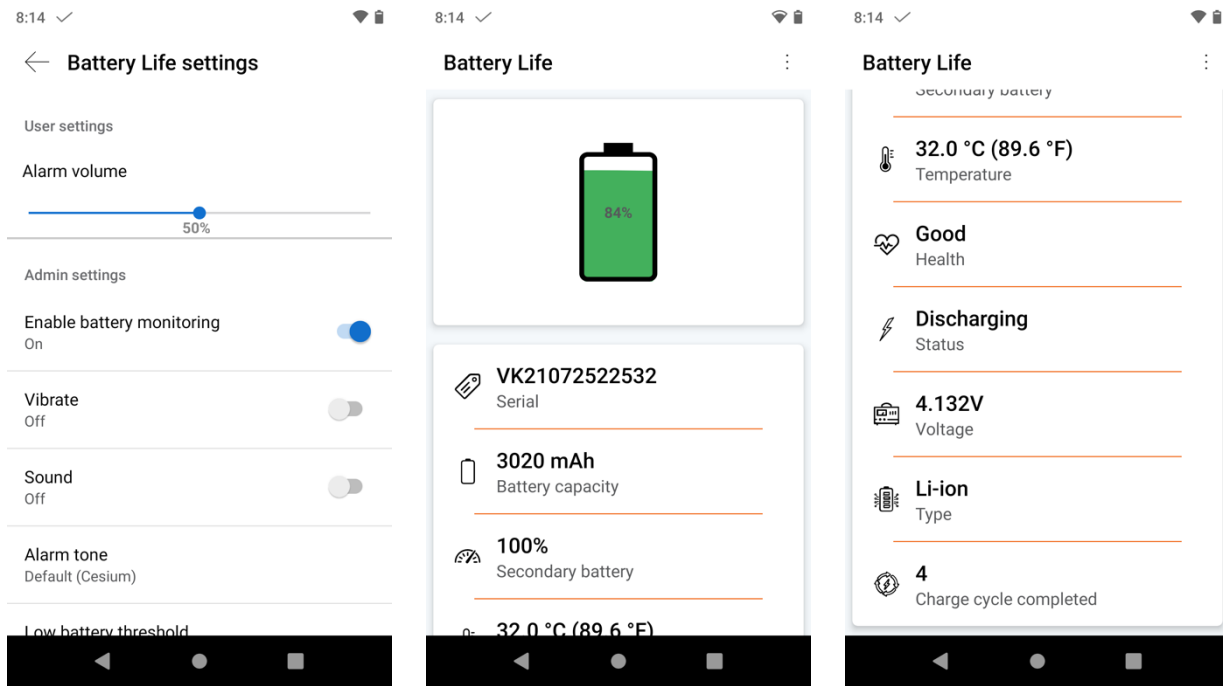 8:14
Battery Life settings
User settings
Alarm volume
50%
Admin settings
Enable battery monitoring
On
Vibrate
Off
Sound
Off
Alarm tone
Default (Cesium)
Low battery threshold
8:14
Battery Life
84%
VK21072522532
Serial
3020 mAh
Battery capacity
100%
Secondary battery
32.0 °C (89.6 °F)
8:14
Battery Life
Secondary battery
32.0 °C (89.6 °F)
Temperature
Good
Health
Discharging
Status
4.132V
Voltage
Li-ion
Type
4
Charge cycle completed